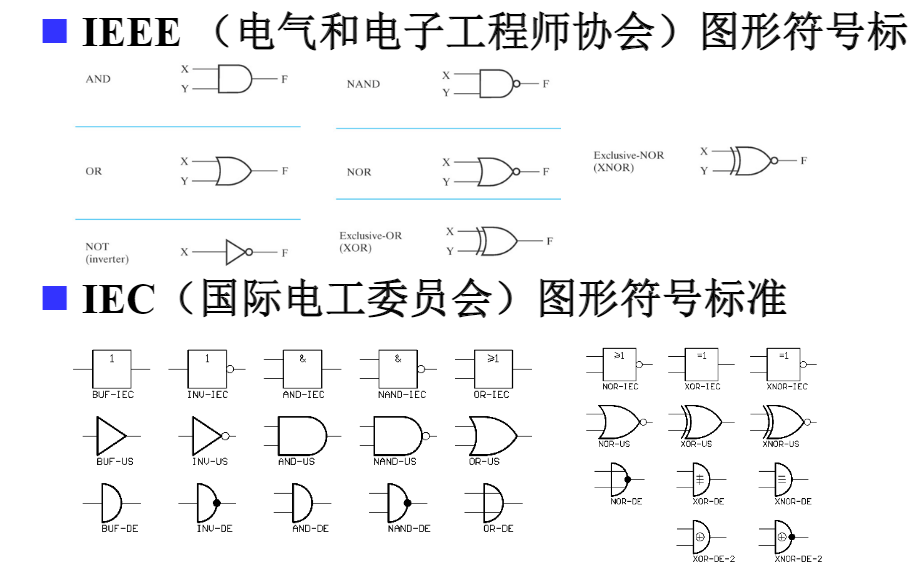 IEEE （电气和电子工程师协会）图形符号标
AND X Y F
NAND X Y F
OR X Y F
NOR X Y F
Exclusive-NOR
(XNOR) X Y F
NOT
(inverter) X F
Exclusive-OR
(XOR) X Y F
IEC（国际电工委员会）图形符号标准
1 1 & & ≥1 ≥1 =1 =1
BUF-IEC INV-IEC AND-IEC NAND-IEC OR-IEC NOR-IEC XOR-IEC XNOR-IEC
BUF-US INV-US AND-US NAND-US OR-US NOR-US XOR-US XNOR-US
BUF-DE INV-DE AND-DE NAND-DE OR-DE NOR-DE XOR-DE XNOR-DE
XOR-DE-2 XNOR-DE-2